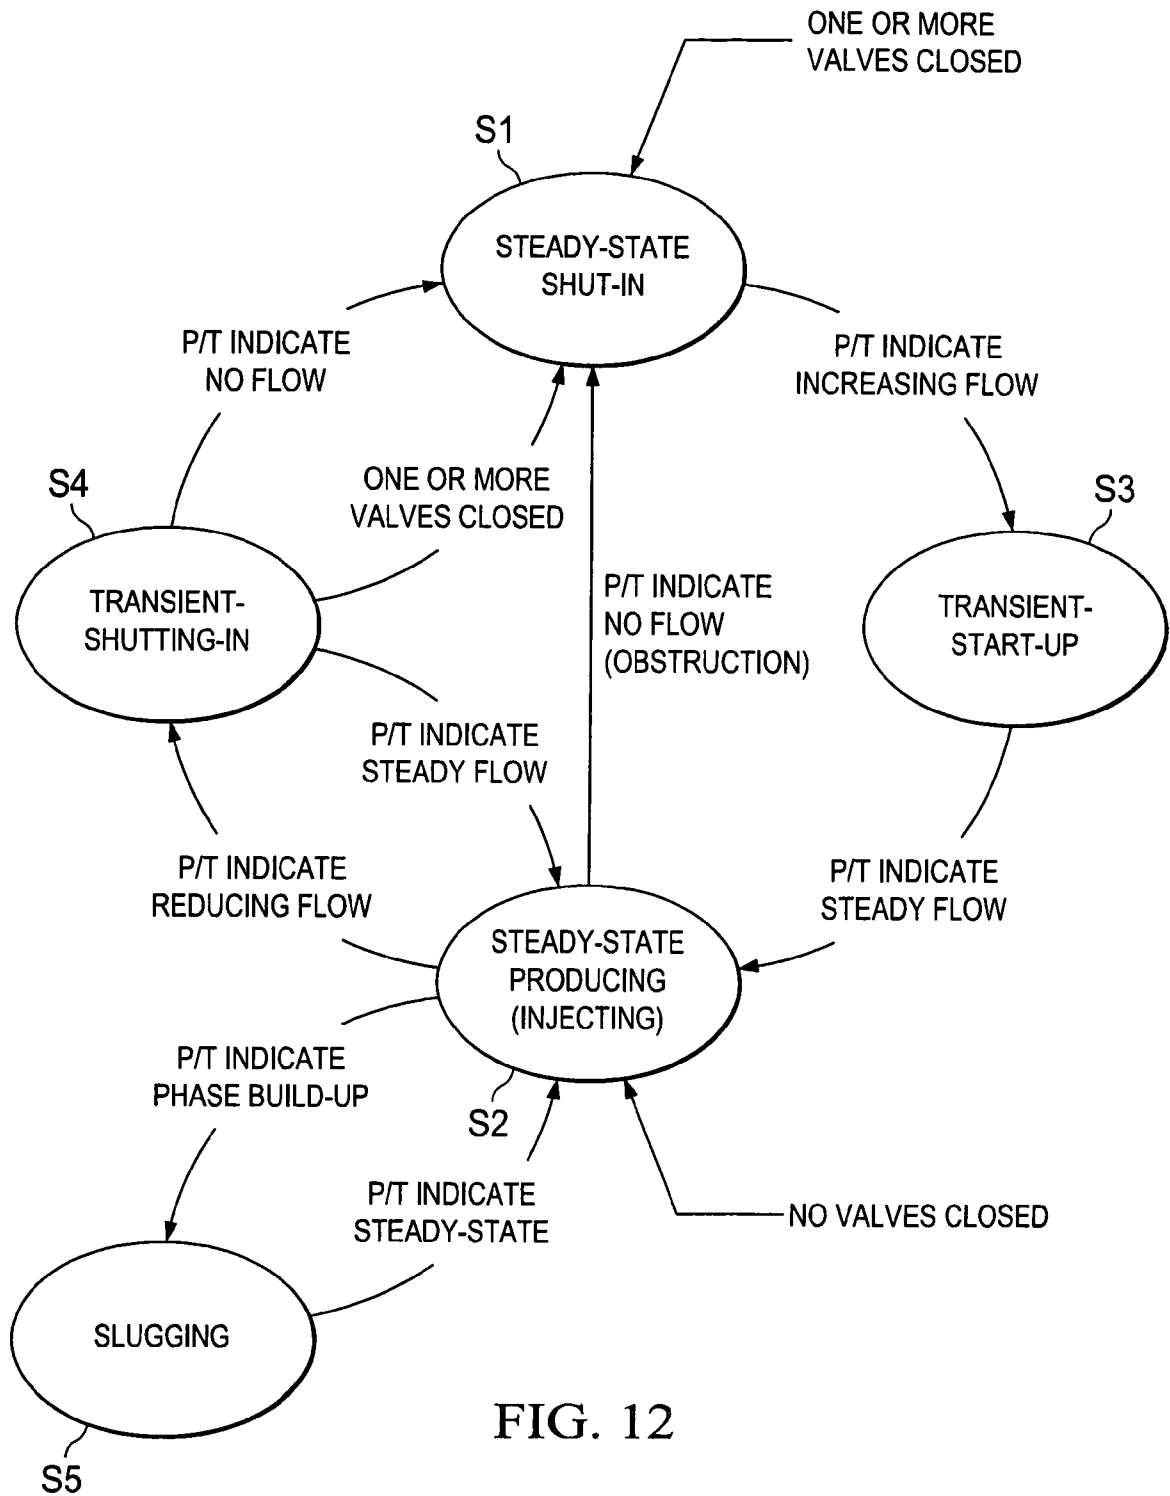 ONE OR MORE
VALVES CLOSED
S1
STEADY-STATE
SHUT-IN
P/T INDICATE
NO FLOW
P/T INDICATE
INCREASING FLOW
ONE OR MORE
VALVES CLOSED
S4
S3
TRANSIENT-
SHUTTING-IN
P/T INDICATE
NO FLOW
(OBSTRUCTION)
TRANSIENT-
START-UP
P/T INDICATE
STEADY FLOW
P/T INDICATE
REDUCING FLOW
P/T INDICATE
STEADY FLOW
STEADY-STATE
PRODUCING
(INJECTING)
P/T INDICATE
PHASE BUILD-UP
S2
P/T INDICATE
STEADY-STATE
NO VALVES CLOSED
SLUGGING
S5
FIG. 12